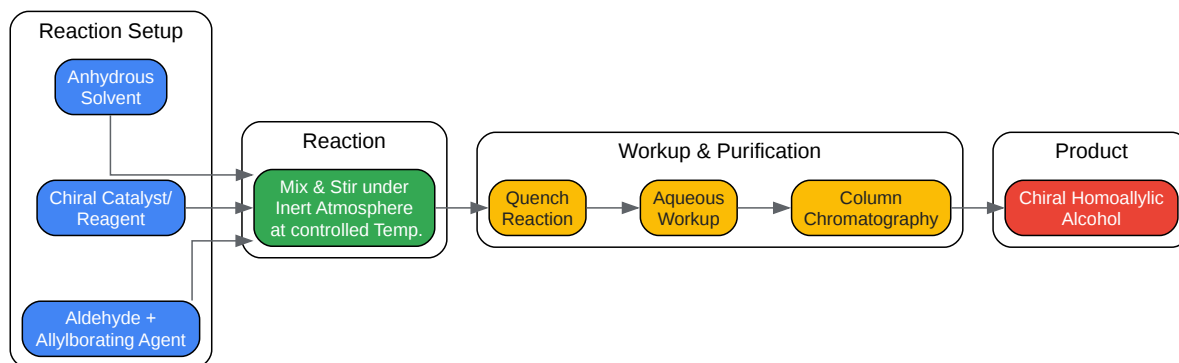 Reaction Setup
Anhydrous
Solvent
Chiral Catalyst/
Reagent
Aldehyde +
Allylborating Agent
Reaction
Mix & Stir under
Inert Atmosphere
at controlled Temp.
Workup & Purification
Quench
Reaction
Aqueous
Workup
Column
Chromatography
Product
Chiral Homoallylic
Alcohol